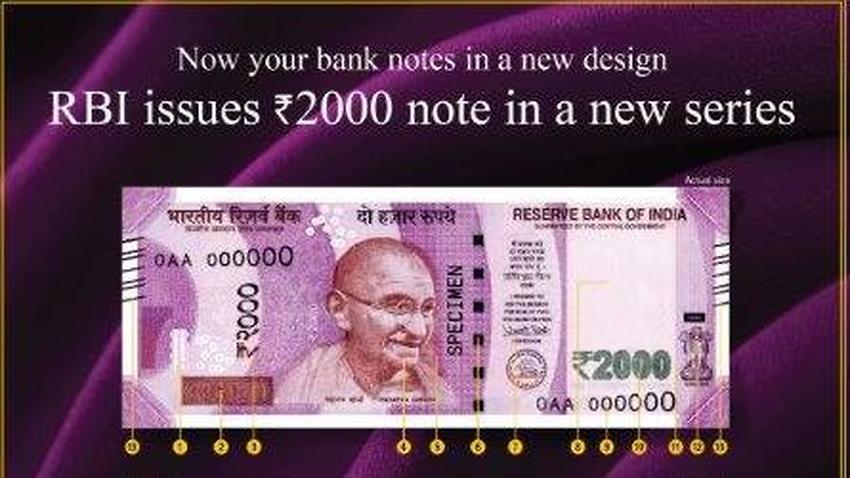 Now your bank notes in a new design
RBI issues ₹2000 note in a new series
Actual size
भारतीय रिज़र्व बैंक
दो हज़ार रुपये
RESERVE BANK OF INDIA
GUARANTEED BY THE CENTRAL GOVERNMENT
0AA 000000
₹२०००
SPECIMEN
₹2000
0AA 000000
13 1 2 3 4 5 6 7 8 9 10 11 12 13